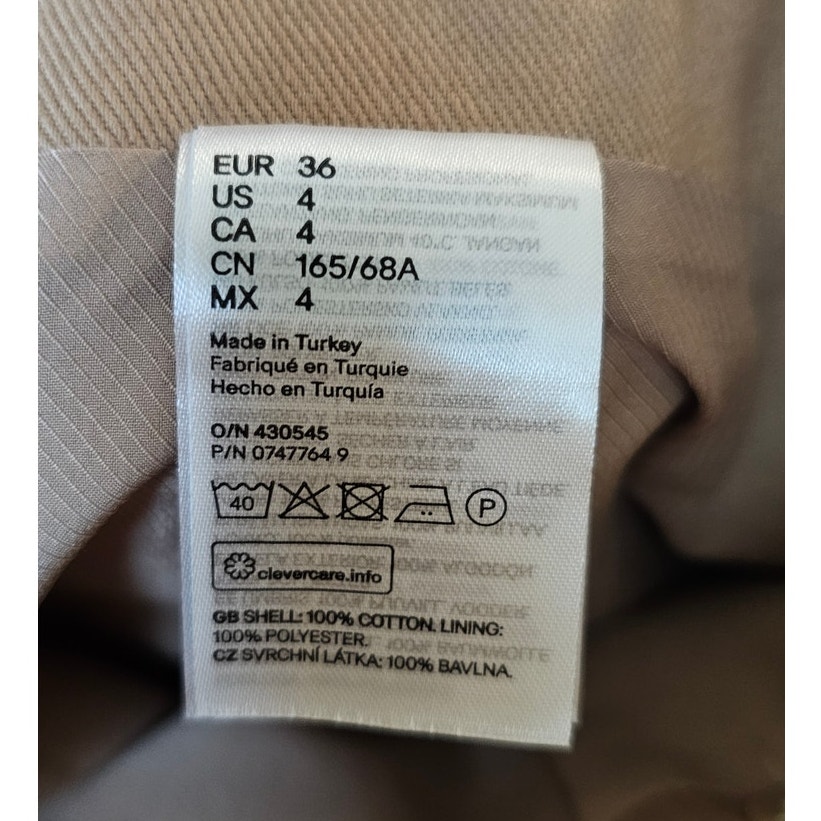 EUR 36
US 4
CA 4
CN 165/68A
MX 4
Made in Turkey
Fabriqué en Turquie
Hecho en Turquía
O/N 430545
P/N 0747764 9
40 P
clevercare.info
GB SHELL: 100% COTTON. LINING:
100% POLYESTER.
CZ SVRCHNÍ LÁTKA: 100% BAVLNA.